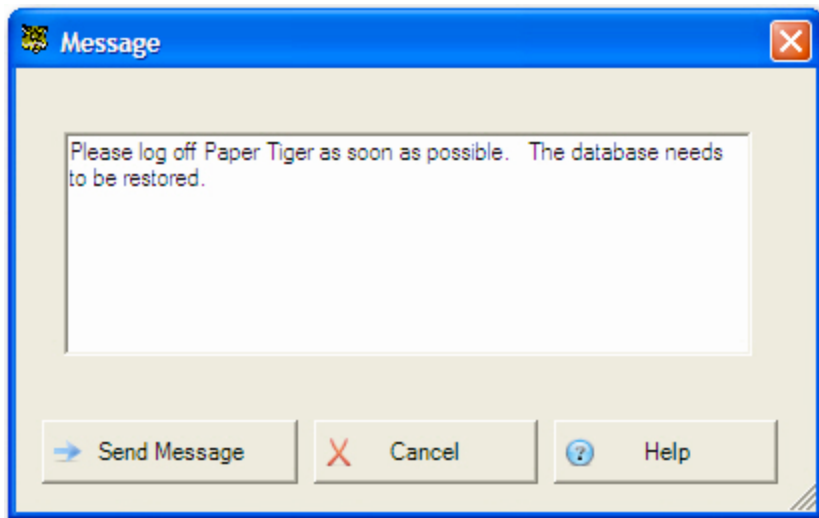 Message
Please log off Paper Tiger as soon as possible.   The database needs
to be restored.
Send Message
Cancel
Help